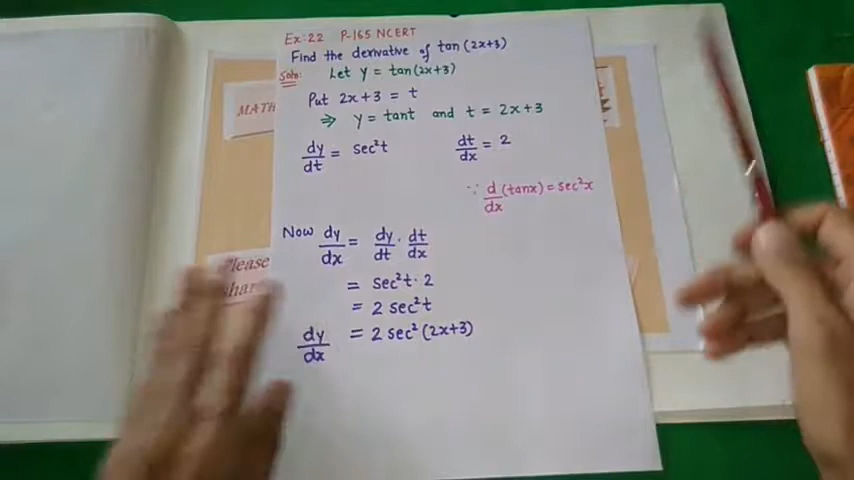 Ex: 22 P-165 NCERT
Find the derivative of tan (2x+3)
Soln: Let y = tan (2x+3)
Put 2x+3 = t
⇒ y = tant and t = 2x+3
dy/dt = sec²t dt/dx = 2
∵ d/dx (tanx) = sec²x
Now dy/dx = dy/dt · dt/dx
= sec²t · 2
= 2 sec²t
dy/dx = 2 sec² (2x+3)
MATH
Please